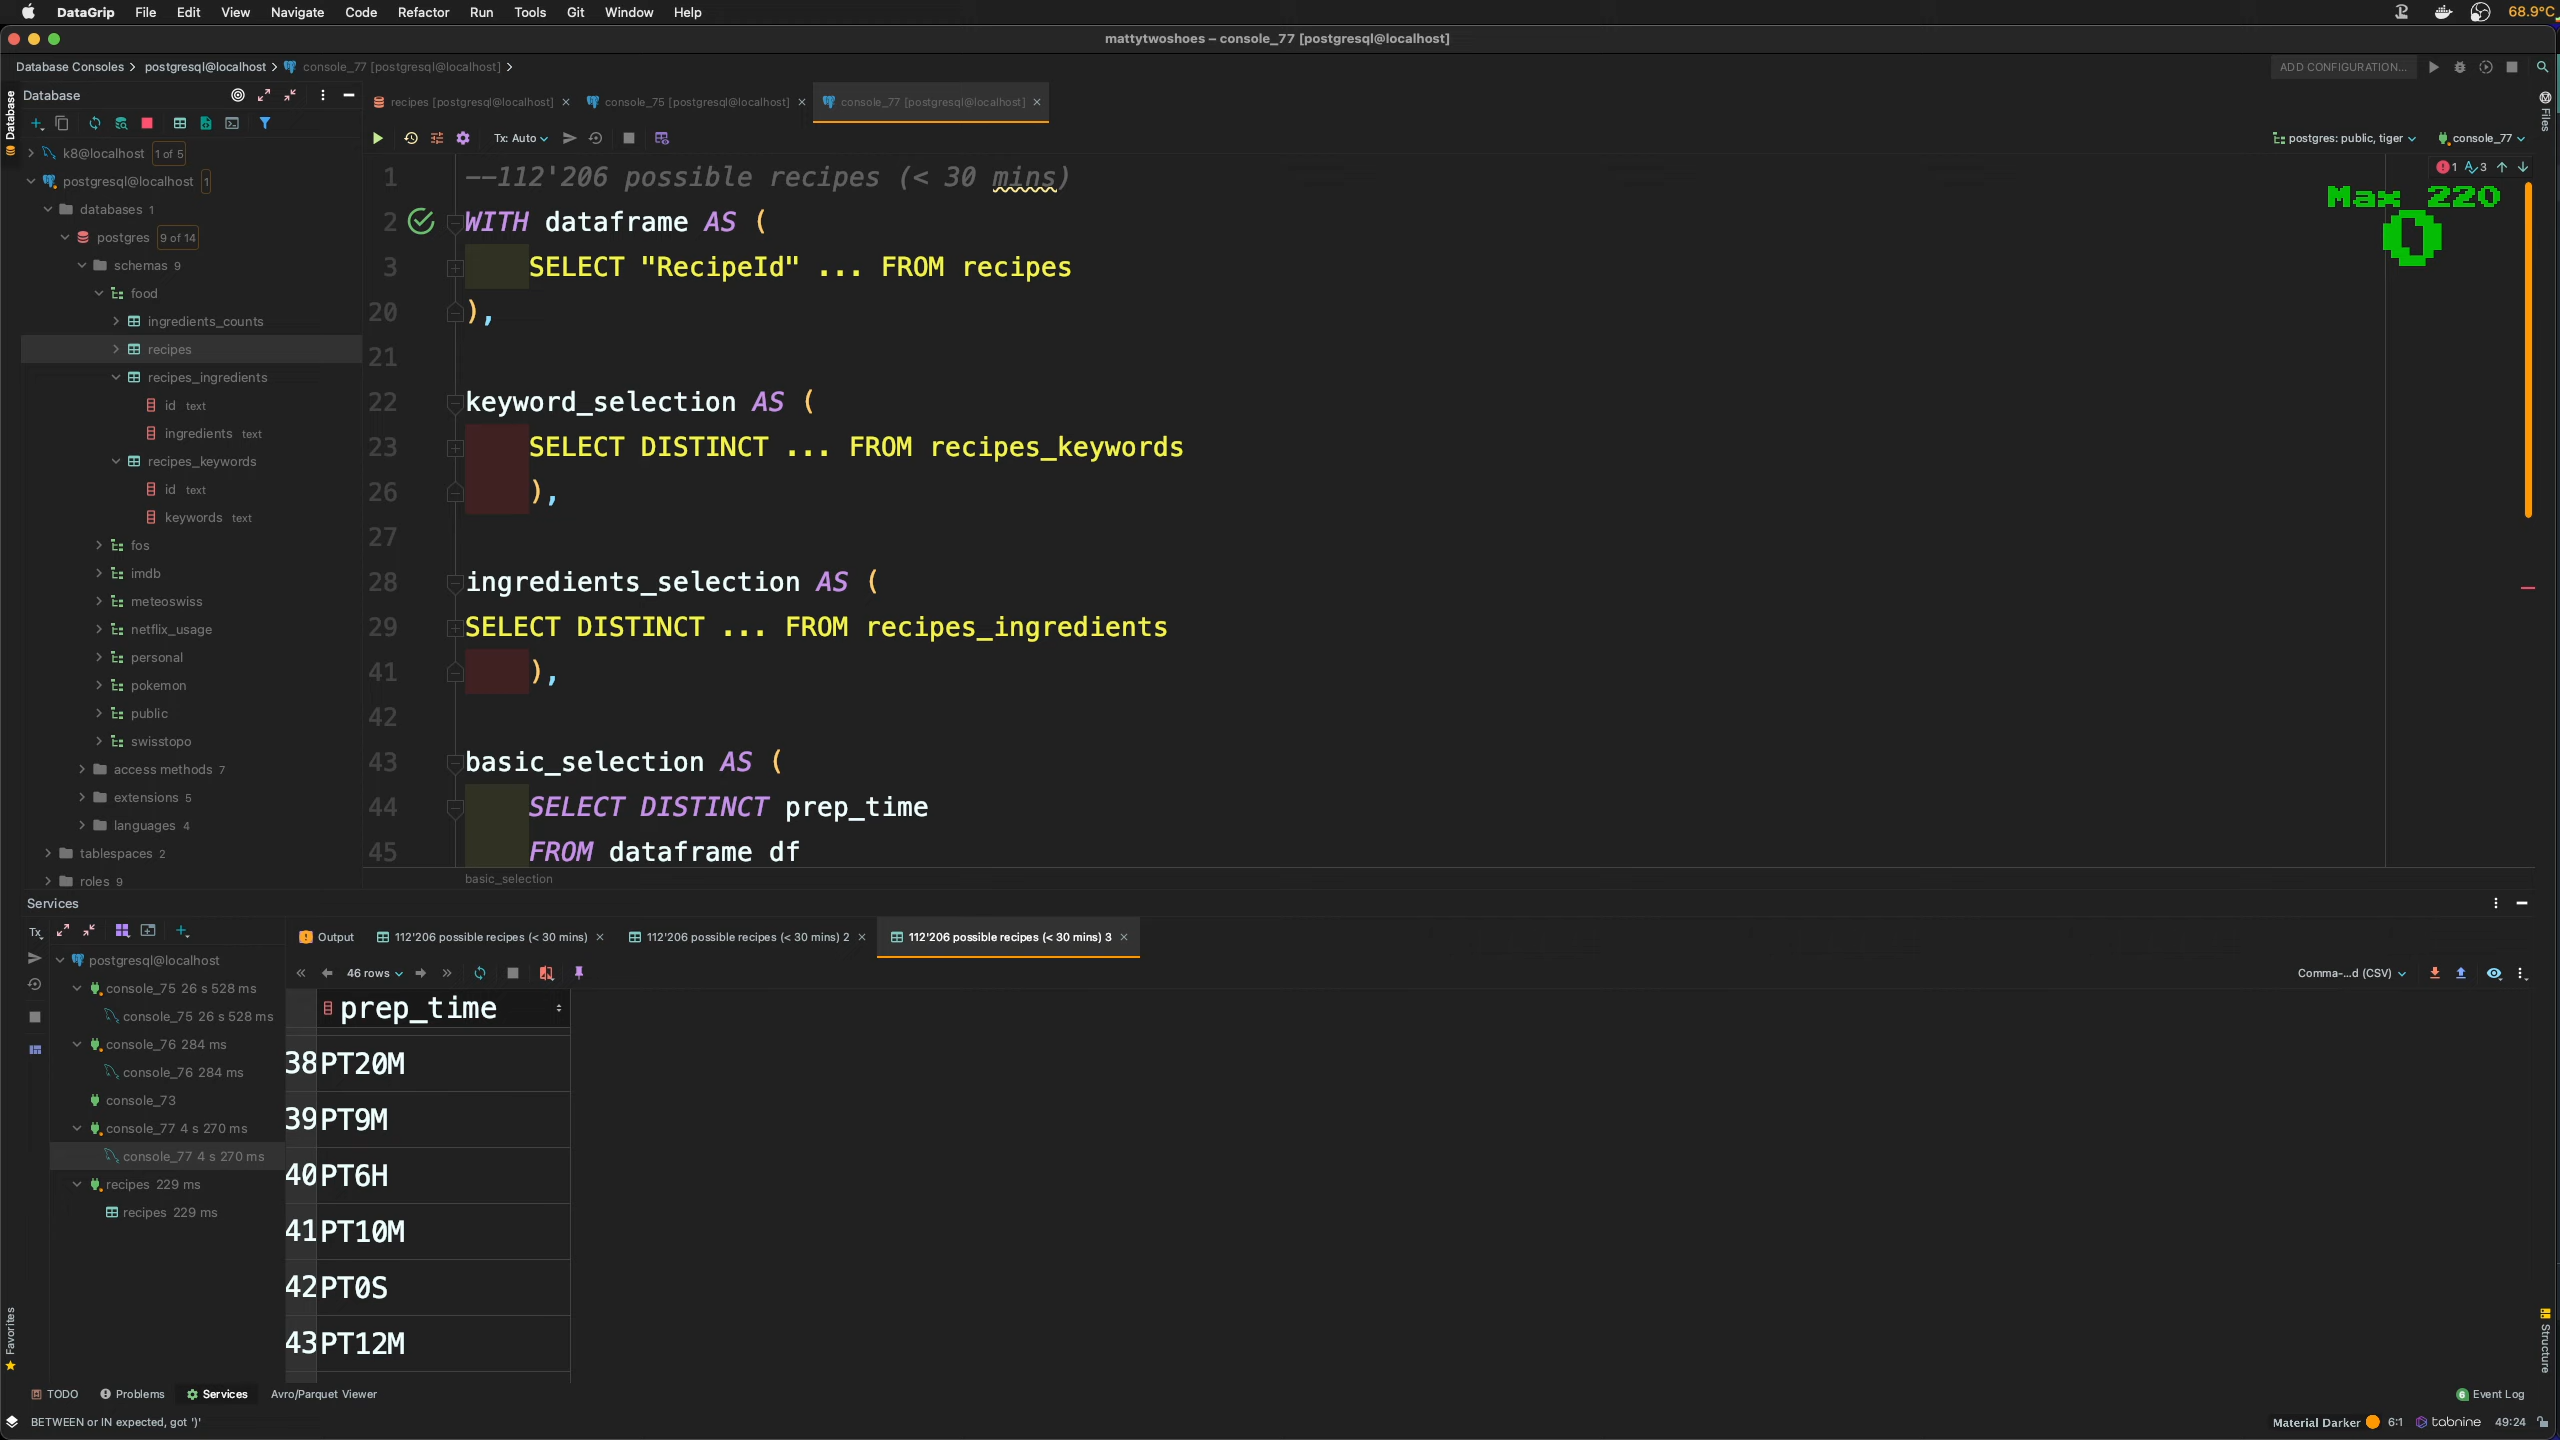 DataGrip File Edit View Navigate Code Refactor Run Tools Git Window Help 68.9°C
mattytwoshoes – console_77 [postgresql@localhost]
Database Consoles postgresql@localhost console_77 [postgresql@localhost]
ADD CONFIGURATION...
Database
Database
k8@localhost 1 of 5
postgresql@localhost 1
databases 1
postgres 9 of 14
schemas 9
food
ingredients_counts
recipes
recipes_ingredients
id text
ingredients text
recipes_keywords
id text
keywords text
fos
imdb
meteoswiss
netflix_usage
personal
pokemon
public
swisstopo
access methods 7
extensions 5
languages 4
tablespaces 2
roles 9
recipes [postgresql@localhost] console_75 [postgresql@localhost] console_77 [postgresql@localhost]
Files
Tx: Auto
postgres: public, tiger console_77
1 3
Max 220
0
1 --112'206 possible recipes (< 30 mins)
2 WITH dataframe AS (
3 SELECT "RecipeId" ... FROM recipes
20 ),
21
22 keyword_selection AS (
23 SELECT DISTINCT ... FROM recipes_keywords
26 ),
27
28 ingredients_selection AS (
29 SELECT DISTINCT ... FROM recipes_ingredients
41 ),
42
43 basic_selection AS (
44 SELECT DISTINCT prep_time
45 FROM dataframe df
basic_selection
Services
Tx
postgresql@localhost
console_75 26 s 528 ms
console_75 26 s 528 ms
console_76 284 ms
console_76 284 ms
console_73
console_77 4 s 270 ms
console_77 4 s 270 ms
recipes 229 ms
recipes 229 ms
Output 112'206 possible recipes (< 30 mins) 112'206 possible recipes (< 30 mins) 2 112'206 possible recipes (< 30 mins) 3
46 rows
Comma-...d (CSV)
prep_time
38 PT20M
39 PT9M
40 PT6H
41 PT10M
42 PT0S
43 PT12M
Favorites
Structure
TODO Problems Services Avro/Parquet Viewer
6 Event Log
BETWEEN or IN expected, got ')'
Material Darker 6:1 tabnine 49:24